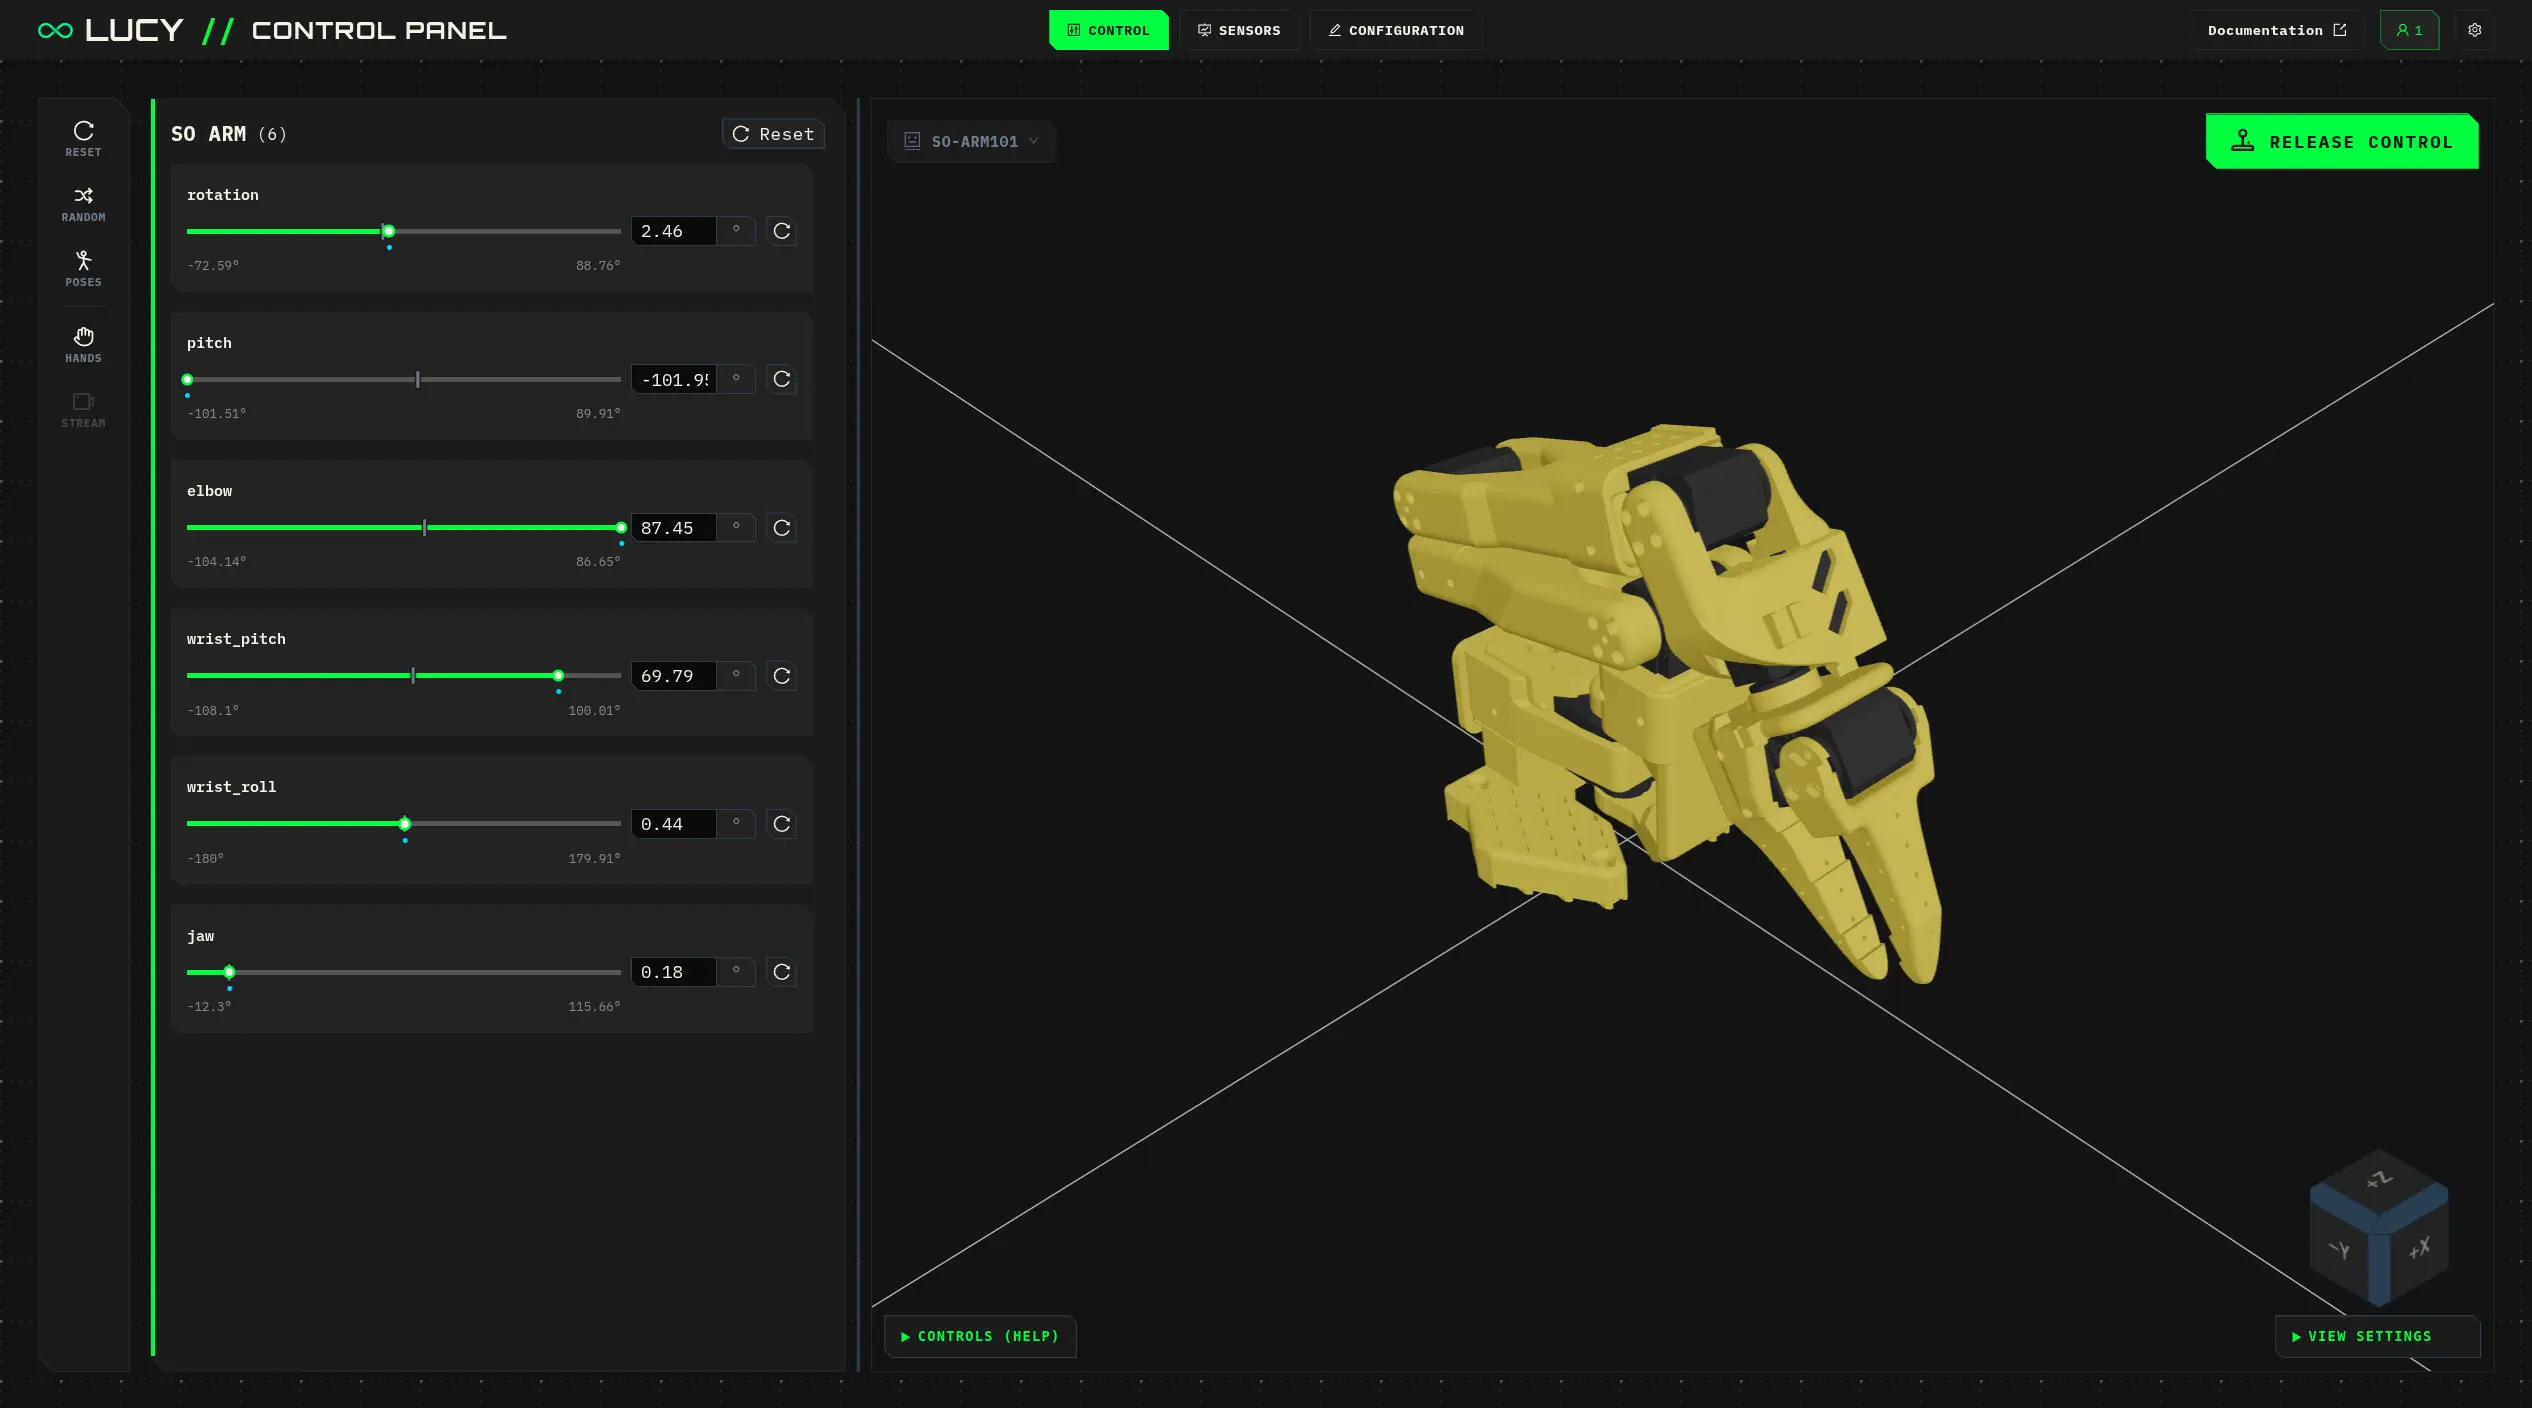 LUCY // CONTROL PANEL
CONTROL
SENSORS
CONFIGURATION
Documentation
1
RESET
RANDOM
POSES
HANDS
STREAM
SO ARM (6)
Reset
rotation
2.46 °
-72.59° 88.76°
pitch
-101.95 °
-101.51° 89.91°
elbow
87.45 °
-104.14° 86.65°
wrist_pitch
69.79 °
-108.1° 100.01°
wrist_roll
0.44 °
-180° 179.91°
jaw
0.18 °
-12.3° 115.66°
SO-ARM101
RELEASE CONTROL
+Z
-Y
+X
CONTROLS (HELP)
VIEW SETTINGS